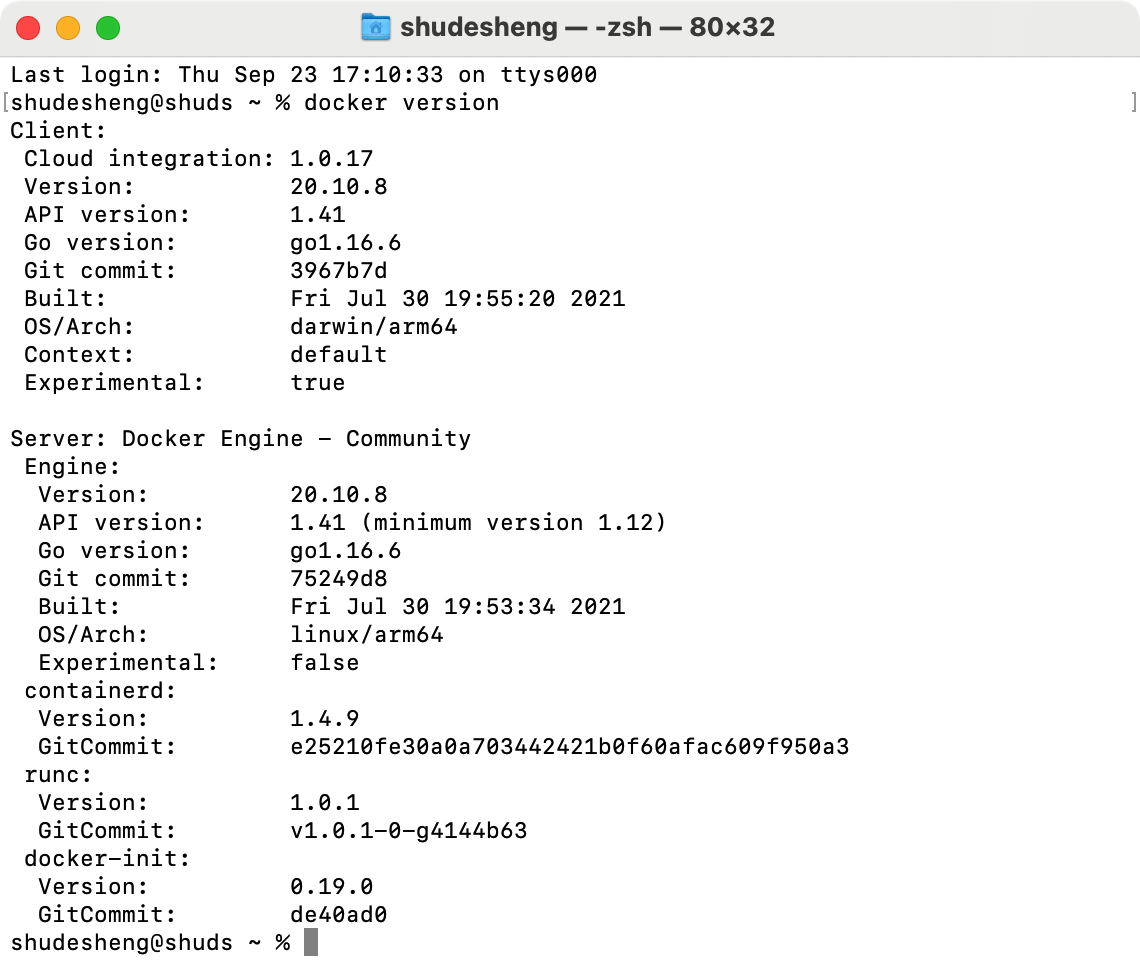 shudesheng — -zsh — 80×32
Last login: Thu Sep 23 17:10:33 on ttys000
[shudesheng@shuds ~ % docker version ]
Client:
 Cloud integration: 1.0.17
 Version:           20.10.8
 API version:       1.41
 Go version:        go1.16.6
 Git commit:        3967b7d
 Built:             Fri Jul 30 19:55:20 2021
 OS/Arch:           darwin/arm64
 Context:           default
 Experimental:      true

Server: Docker Engine - Community
 Engine:
  Version:          20.10.8
  API version:      1.41 (minimum version 1.12)
  Go version:       go1.16.6
  Git commit:       75249d8
  Built:            Fri Jul 30 19:53:34 2021
  OS/Arch:          linux/arm64
  Experimental:     false
 containerd:
  Version:          1.4.9
  GitCommit:        e25210fe30a0a703442421b0f60afac609f950a3
 runc:
  Version:          1.0.1
  GitCommit:        v1.0.1-0-g4144b63
 docker-init:
  Version:          0.19.0
  GitCommit:        de40ad0
shudesheng@shuds ~ %